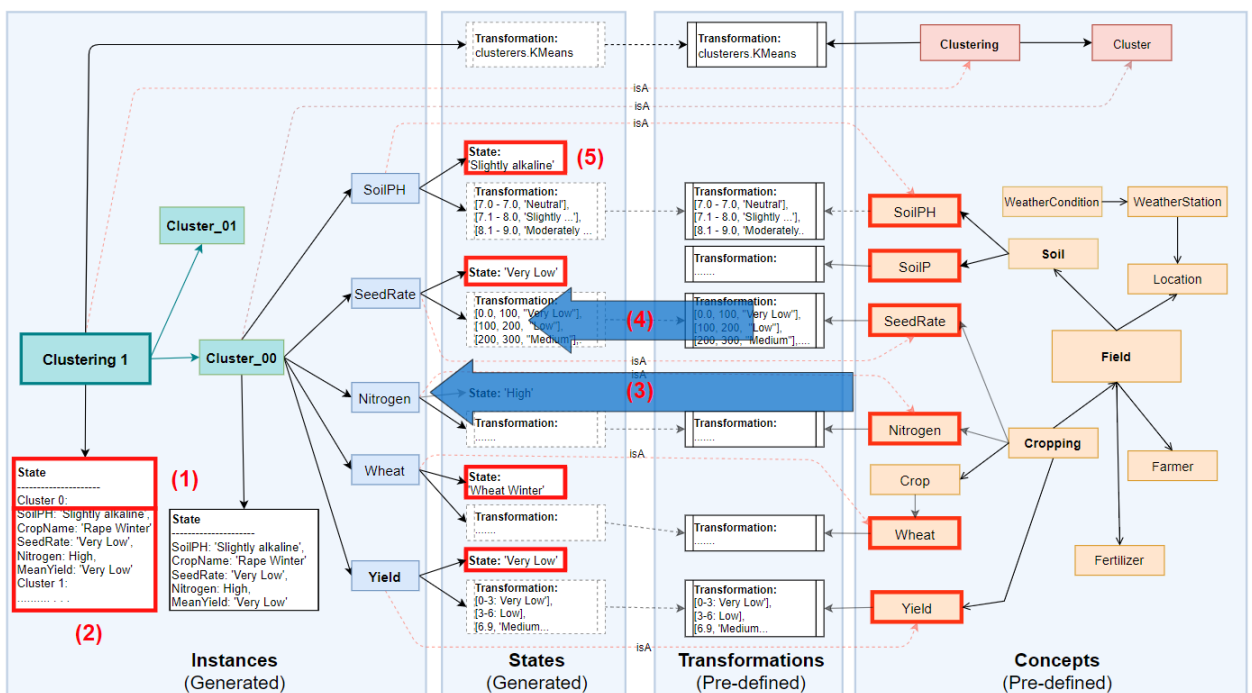 Transformation:
clusterers.KMeans
Transformation:
clusterers.KMeans
Clustering
Cluster
isA
isA
isA
State:
'Slightly alkaline'
(5)
SoilPH
Transformation:
[7.0 - 7.0, 'Neutral'],
[7.1 - 8.0, 'Slightly ...'],
[8.1 - 9.0, 'Moderately ...
Transformation:
[7.0 - 7.0, 'Neutral'],
[7.1 - 8.0, 'Slightly ...'],
[8.1 - 9.0, 'Moderately..
SoilPH
WeatherCondition
WeatherStation
Cluster_01
Soil
Location
State: 'Very Low'
Transformation:
.......
SoilP
SeedRate
Transformation:
[0.0, 100, "Very Low"],
[100, 200, "Low"],
[200, 300, "Medium"],
(4)
Transformation:
[0.0, 100, "Very Low"],
[100, 200, "Low"],
[200, 300, "Medium"],....
SeedRate
Clustering 1
Cluster_00
isA
isA
Field
Nitrogen
State: 'High'
(3)
Transformation:
.......
Transformation:
.......
Nitrogen
Cropping
Farmer
isA
State
----------------------
Cluster 0:
SoilPH: 'Slightly alkaline',
CropName: 'Rape Winter'
SeedRate: 'Very Low',
Nitrogen: High,
MeanYield: 'Very Low'
Cluster 1:
......... . . .
(1)
(2)
State
----------------------
SoilPH: 'Slightly alkaline',
CropName: 'Rape Winter'
SeedRate: 'Very Low',
Nitrogen: High,
MeanYield: 'Very Low'
Wheat
State:
'Wheat Winter'
Transformation:
.......
Transformation:
.......
Crop
Wheat
Fertilizer
Yield
State: 'Very Low'
Transformation:
[0-3: Very Low'],
[3-6: Low],
[6.9, 'Medium...
Transformation:
[0-3: Very Low'],
[3-6: Low],
[6.9, 'Medium...
Yield
isA
Instances
(Generated)
States
(Generated)
Transformations
(Pre-defined)
Concepts
(Pre-defined)